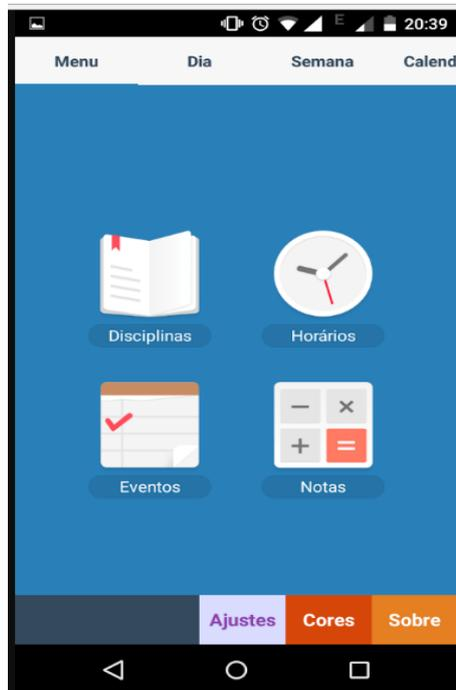 E 20:39
Menu Dia Semana Calend
Disciplinas Horários
Eventos Notas
Ajustes Cores Sobre